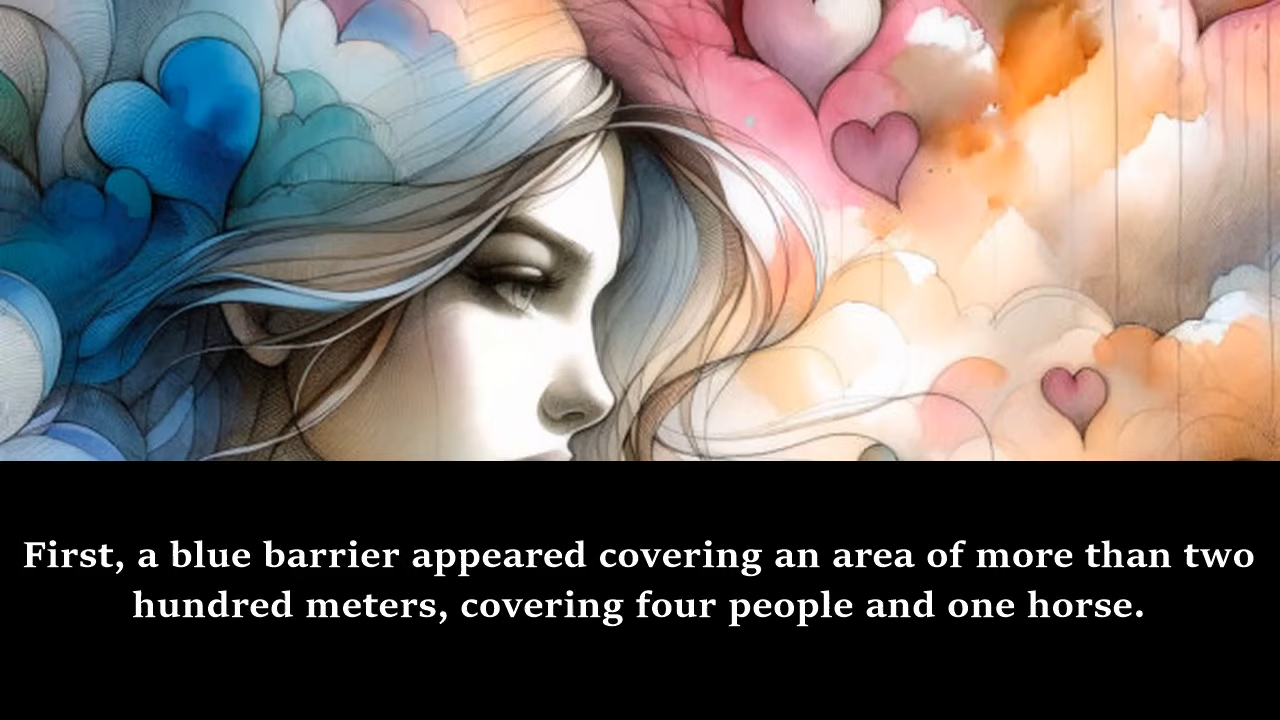 First, a blue barrier appeared covering an area of more than two
hundred meters, covering four people and one horse.